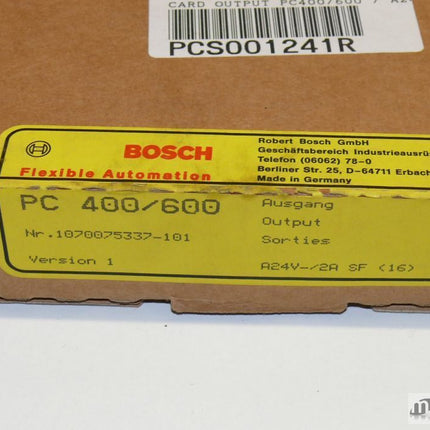 CARD OUTPUT PC400/600 / A24
PCS001241R
BOSCH
Flexible Automation
Robert Bosch GmbH
Geschäftsbereich Industrieausrü
Telefon (06062) 78-0
Berliner Str. 25, D-64711 Erbach
Made in Germany
PC 400/600
Nr.1070075337-101
Version 1
Ausgang
Output
Sorties
A24V-/2A SF (16)